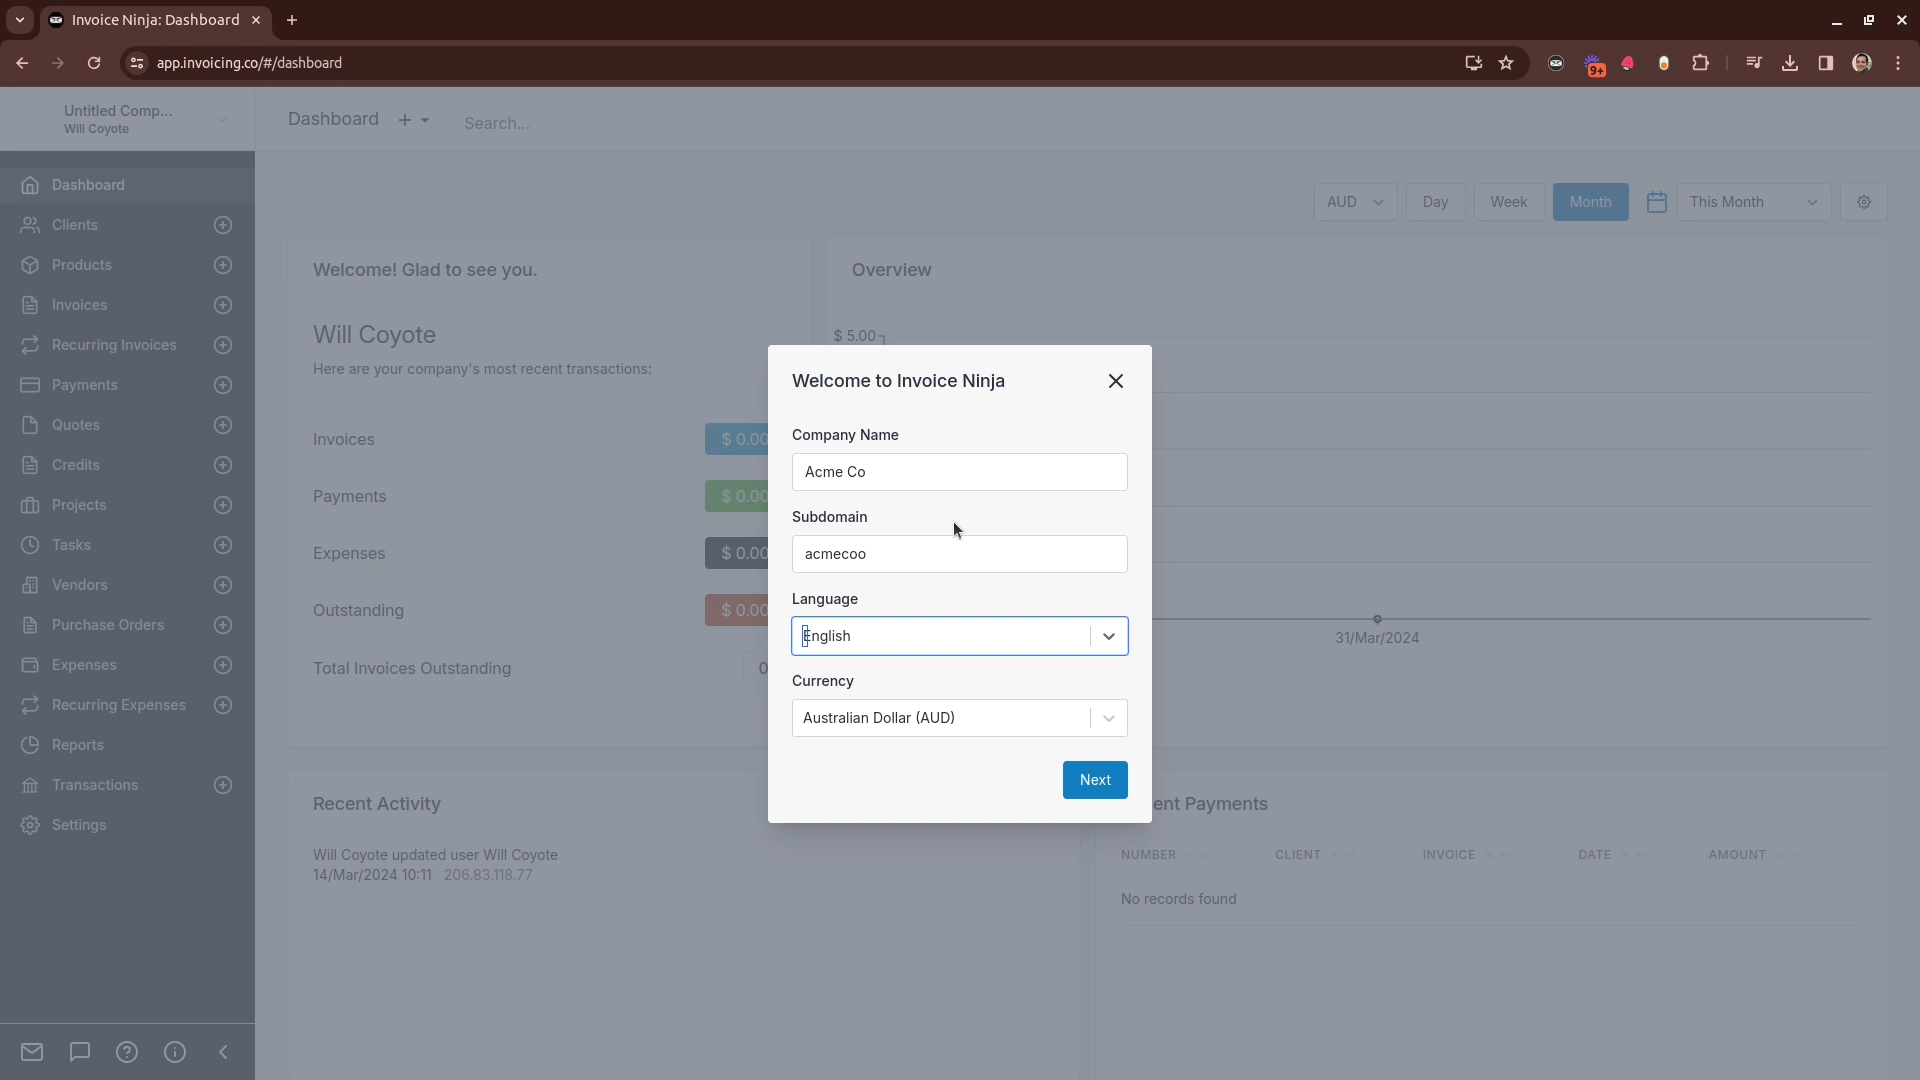 Invoice Ninja: Dashboard
app.invoicing.co/#/dashboard
9+
Untitled Comp...
Will Coyote
Dashboard
Search...
Dashboard
Clients
Products
Invoices
Recurring Invoices
Payments
Quotes
Credits
Projects
Tasks
Vendors
Purchase Orders
Expenses
Recurring Expenses
Reports
Transactions
Settings
AUD
Day
Week
Month
This Month
Welcome! Glad to see you.
Will Coyote
Here are your company's most recent transactions:
Invoices
$ 0.00
Payments
$ 0.00
Expenses
$ 0.00
Outstanding
$ 0.00
Total Invoices Outstanding
0
Overview
$ 5.00
31/Mar/2024
Welcome to Invoice Ninja
Company Name
Acme Co
Subdomain
acmecoo
Language
English
Currency
Australian Dollar (AUD)
Next
Recent Activity
Will Coyote updated user Will Coyote
14/Mar/2024 10:11 206.83.118.77
ent Payments
NUMBER CLIENT INVOICE DATE AMOUNT
No records found